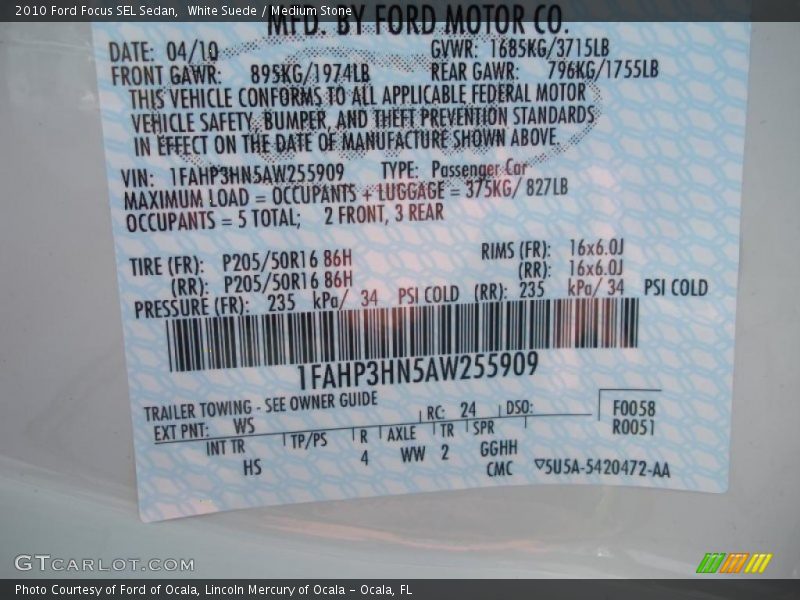 2010 Ford Focus SEL Sedan,  White Suede / Medium Stone
MFD. BY FORD MOTOR CO.
DATE: 04/10 GVWR: 1685KG/3715LB
FRONT GAWR: 895KG/1974LB REAR GAWR: 796KG/1755LB
THIS VEHICLE CONFORMS TO ALL APPLICABLE FEDERAL MOTOR
VEHICLE SAFETY, BUMPER, AND THEFT PREVENTION STANDARDS
IN EFFECT ON THE DATE OF MANUFACTURE SHOWN ABOVE.
VIN: 1FAHP3HN5AW255909 TYPE: Passenger Car
MAXIMUM LOAD = OCCUPANTS + LUGGAGE = 375KG/ 827LB
OCCUPANTS = 5 TOTAL; 2 FRONT, 3 REAR
TIRE (FR): P205/50R16 86H RIMS (FR): 16x6.0J
(RR): P205/50R16 86H (RR): 16x6.0J
PRESSURE (FR): 235 kPa/ 34 PSI COLD (RR): 235 kPa/ 34 PSI COLD
1FAHP3HN5AW255909
TRAILER TOWING - SEE OWNER GUIDE
EXT PNT: WS RC: 24 DSO: F0058
R0051
INT TR TP/PS R AXLE TR SPR
HS 4 WW 2 GGHH
CMC ▽5U5A-5420472-AA
GTCARLOT.COM
Photo Courtesy of Ford of Ocala, Lincoln Mercury of Ocala – Ocala, FL